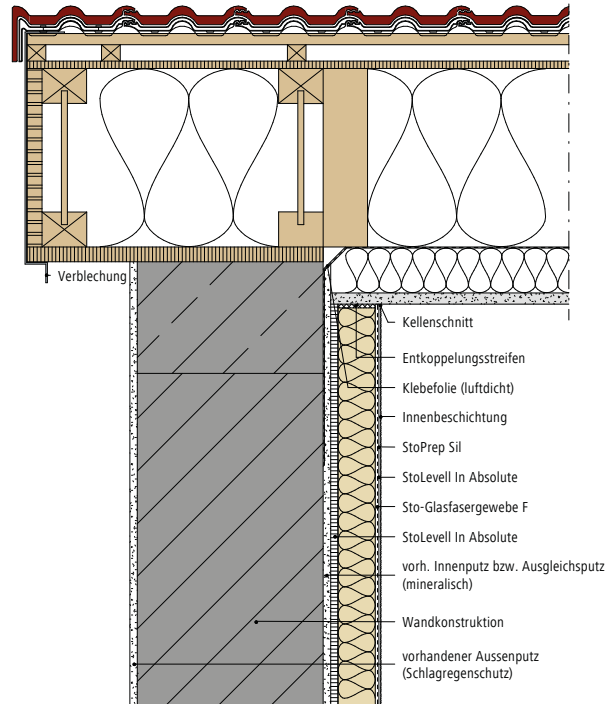 Verblechung
Kellenschnitt
Entkoppelungsstreifen
Klebefolie (luftdicht)
Innenbeschichtung
StoPrep Sil
StoLevell In Absolute
Sto-Glasfasergewebe F
StoLevell In Absolute
vorh. Innenputz bzw. Ausgleichsputz
(mineralisch)
Wandkonstruktion
vorhandener Aussenputz
(Schlagregenschutz)